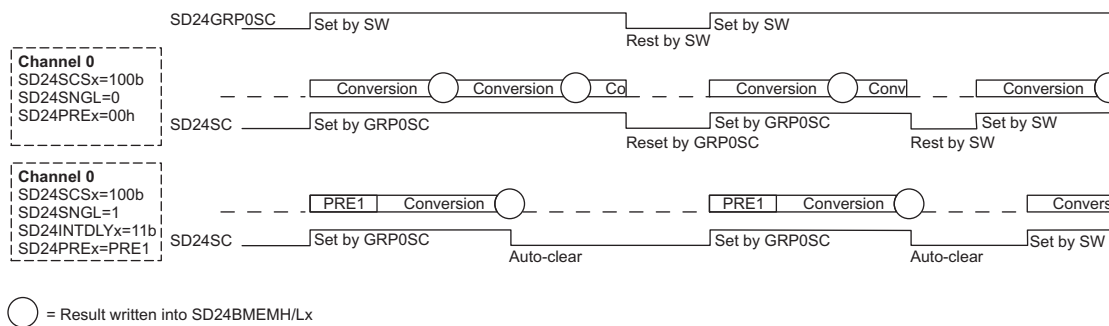 SD24GRP0SC
Set by SW
Rest by SW
Set by SW
Channel 0
SD24SCSx=100b
SD24SNGL=0
SD24PREx=00h
Conversion
Conversion
Co
Conversion
Conv
Conversion
SD24SC
Set by GRP0SC
Reset by GRP0SC
Set by GRP0SC
Rest by SW
Set by SW
Channel 0
SD24SCSx=100b
SD24SNGL=1
SD24INTDLYx=11b
SD24PREx=PRE1
PRE1
Conversion
PRE1
Conversion
Convers
SD24SC
Set by GRP0SC
Auto-clear
Set by GRP0SC
Auto-clear
Set by SW
= Result written into SD24BMEMH/Lx